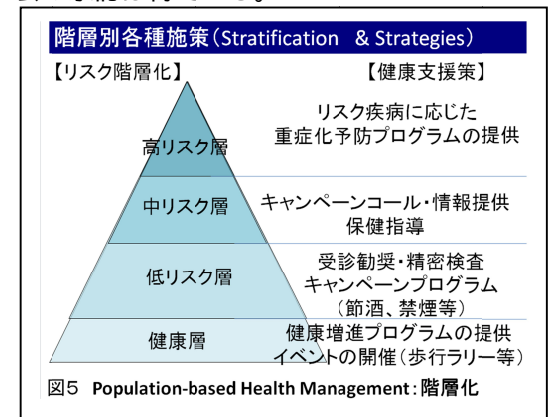 階層別各種施策(Stratification & Strategies)
【リスク階層化】 【健康支援策】
高リスク層
リスク疾病に応じた
重症化予防プログラムの提供
中リスク層
キャンペーンコール・情報提供
保健指導
低リスク層
受診勧奨・精密検査
キャンペーンプログラム
(節酒、禁煙等)
健康層
健康増進プログラムの提供
イベントの開催(歩行ラリー等)
図5 Population-based Health Management:階層化